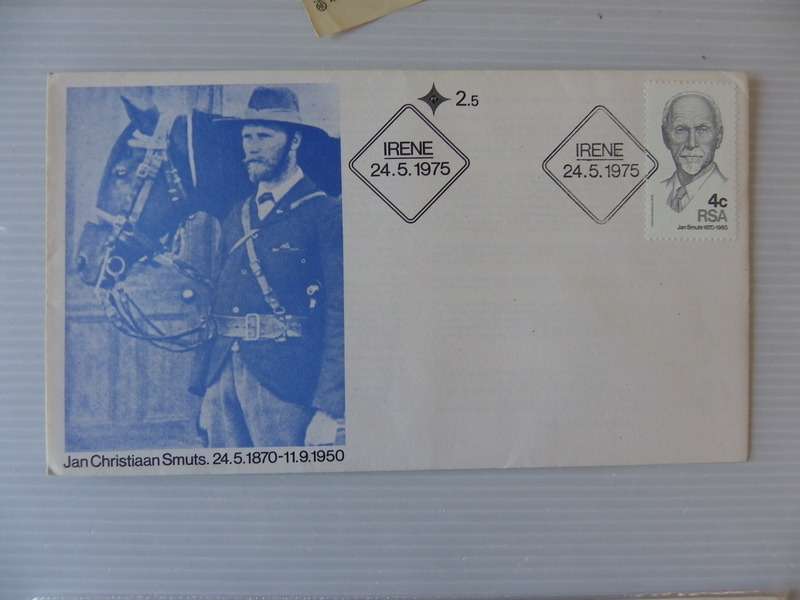 2.5
IRENE
24.5.1975
IRENE
24.5.1975
4c
RSA
Jan Smuts 1870-1950
Jan Christiaan Smuts. 24.5.1870-11.9.1950